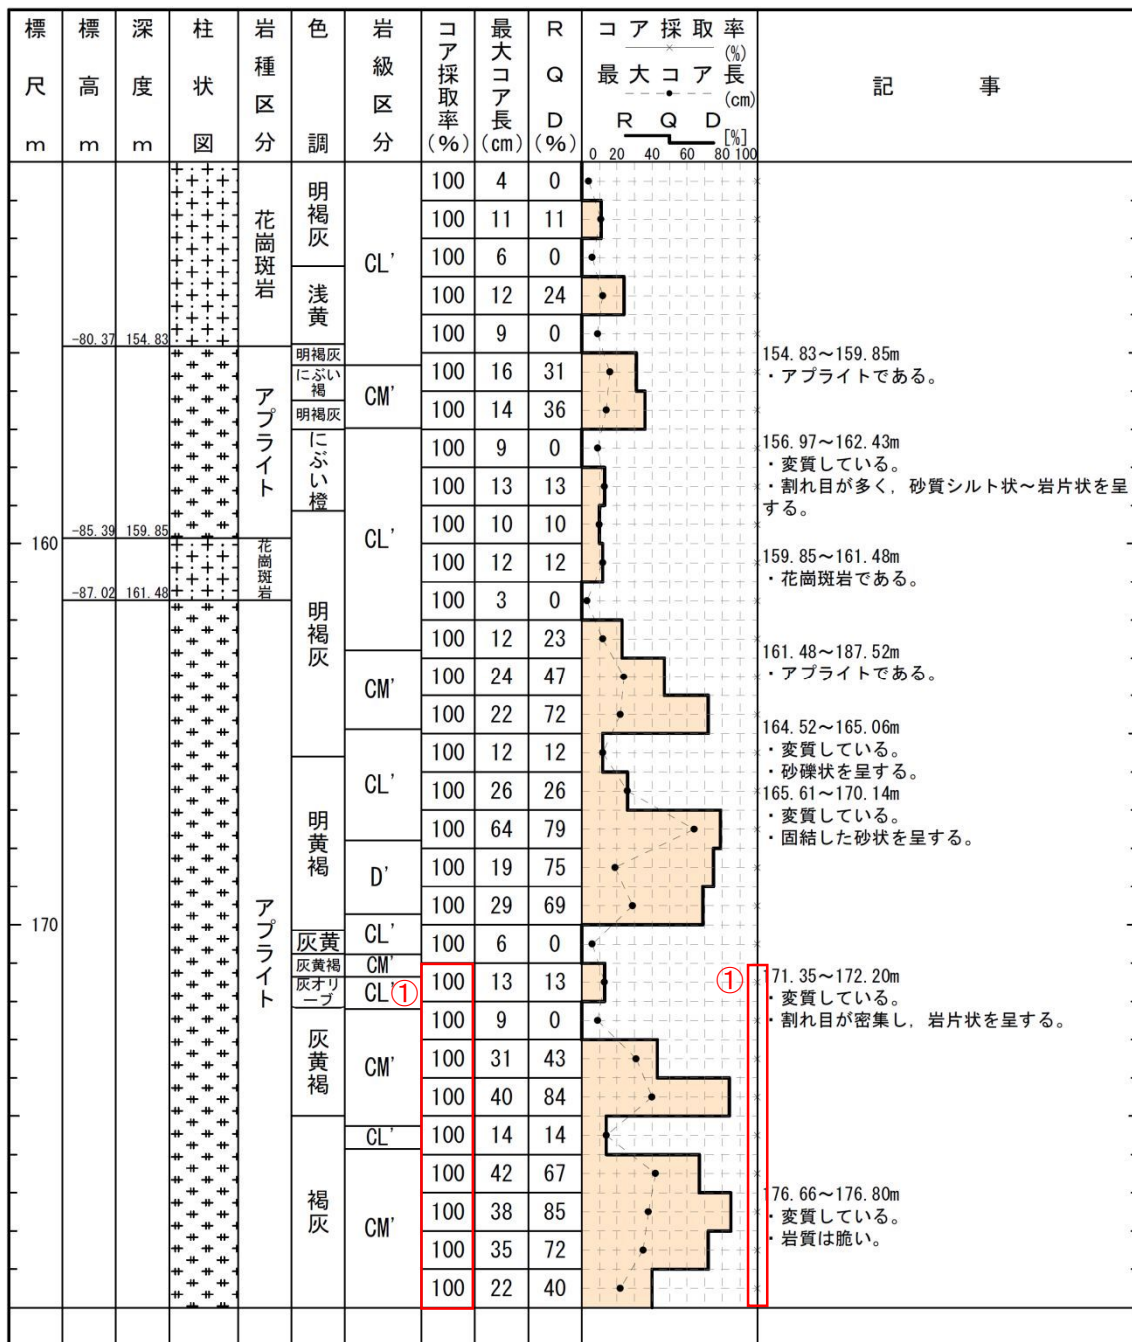 標尺m
標高m
深度m
柱状図
岩種区分
色調
岩級区分
コア採取率(%)
最大コア長(cm)
RQD(%)
コア採取率(%)
最大コア長(cm)
RQD[%]
0 20 40 60 80 100
記事
花崗斑岩
明褐灰
浅黄
CL'
100 4 0
100 11 11
100 6 0
100 12 24
100 9 0
-80.37 154.83
アプライト
明褐灰
にぶい褐
明褐灰
CM'
100 16 31
100 14 36
154.83~159.85m
・アプライトである。
にぶい橙
CL'
100 9 0
100 13 13
100 10 10
100 12 12
100 3 0
100 12 23
156.97~162.43m
・変質している。
・割れ目が多く，砂質シルト状~岩片状を呈
する。
-85.39 159.85
160
花崗斑岩
159.85~161.48m
・花崗斑岩である。
-87.02 161.48
明褐灰
アプライト
161.48~187.52m
・アプライトである。
CM'
100 24 47
100 22 72
164.52~165.06m
・変質している。
・砂礫状を呈する。
CL'
100 12 12
100 26 26
100 64 79
明黄褐
165.61~170.14m
・変質している。
・固結した砂状を呈する。
D'
100 19 75
100 29 69
170
CL'
灰黄
100 6 0
灰黄褐
CM'
灰オリーブ
CL'
①
100 13 13
①
171.35~172.20m
・変質している。
・割れ目が密集し，岩片状を呈する。
100 9 0
灰黄褐
CM'
100 31 43
100 40 84
CL'
100 14 14
褐灰
CM'
100 42 67
100 38 85
100 35 72
100 22 40
176.66~176.80m
・変質している。
・岩質は脆い。